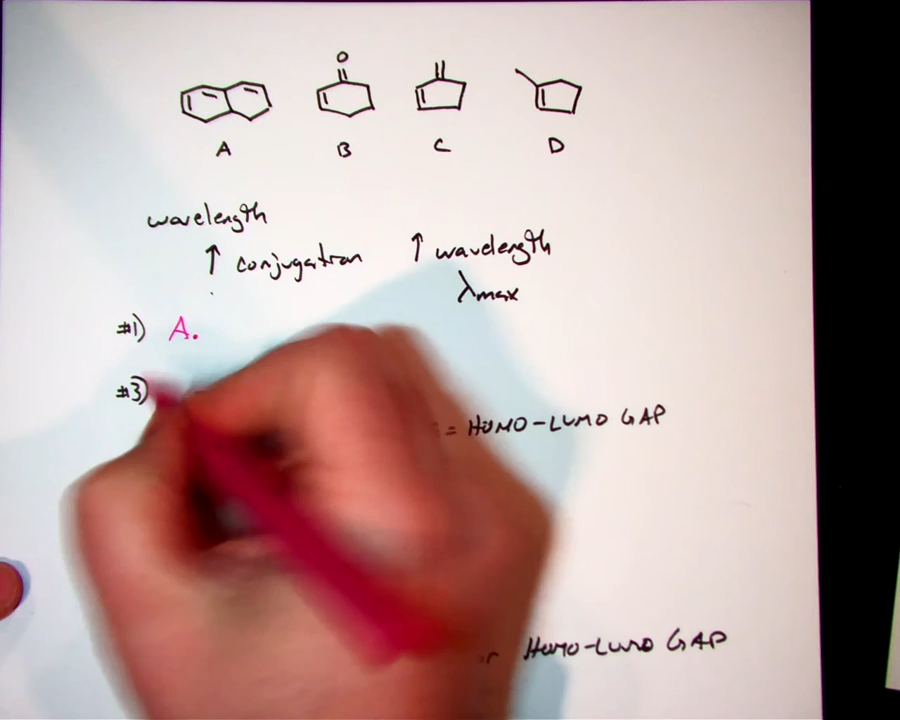 O
A B C D
wavelength
↑ conjugation ↑ wavelength
λmax
#1) A.
#3)
= HOMO-LUMO GAP
HOMO-LUMO GAP